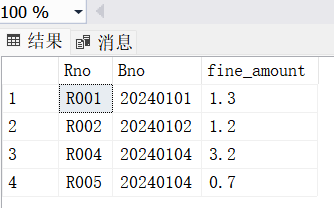 100 %
结果 消息
Rno Bno fine_amount
1 R001 20240101 1.3
2 R002 20240102 1.2
3 R004 20240104 3.2
4 R005 20240104 0.7